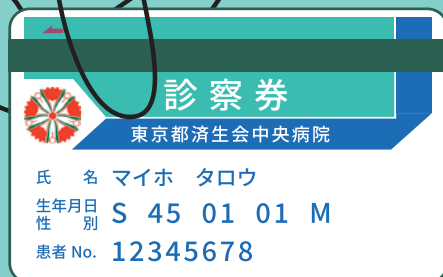 診察券
東京都済生会中央病院
氏　名 マイホ　タロウ
生年月日
性　別 S 45 01 01 M
患者 No. 12345678